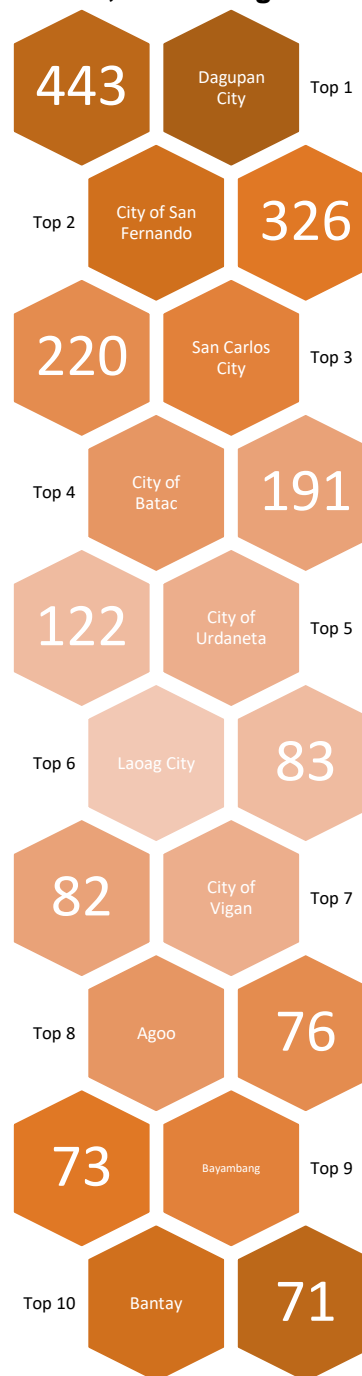 443
Dagupan
City
Top 1
Top 2
City of San
Fernando
326
220
San Carlos
City
Top 3
Top 4
City of
Batac
191
122
City of
Urdaneta
Top 5
Top 6
Laoag City
83
82
City of
Vigan
Top 7
Top 8
Agoo
76
73
Bayambang
Top 9
Top 10
Bantay
71